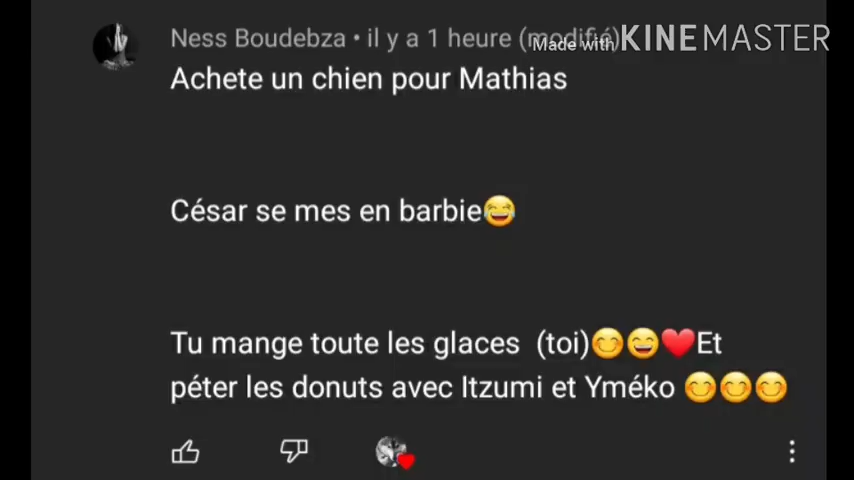 Ness Boudebza • il y a 1 heure (modifié)
Made with KINEMASTER
Achete un chien pour Mathias
César se mes en barbie😂
Tu mange toute les glaces (toi)😊😄❤️Et
péter les donuts avec Itzumi et Yméko 😊😊😊